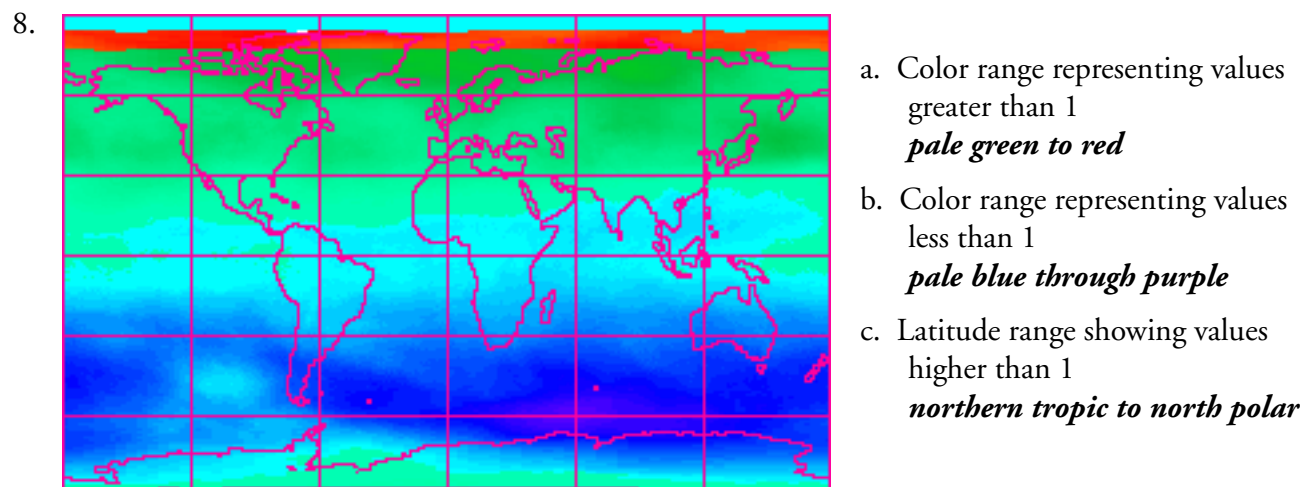 8.
a. Color range representing values
greater than 1
pale green to red
b. Color range representing values
less than 1
pale blue through purple
c. Latitude range showing values
higher than 1
northern tropic to north polar